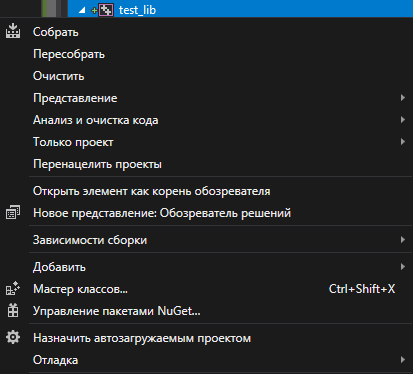 test_lib
Собрать
Пересобрать
Очистить
Представление
Анализ и очистка кода
Только проект
Перенацелить проекты
Открыть элемент как корень обозревателя
Новое представление: Обозреватель решений
Зависимости сборки
Добавить
Мастер классов... Ctrl+Shift+X
Управление пакетами NuGet...
Назначить автозагружаемым проектом
Отладка